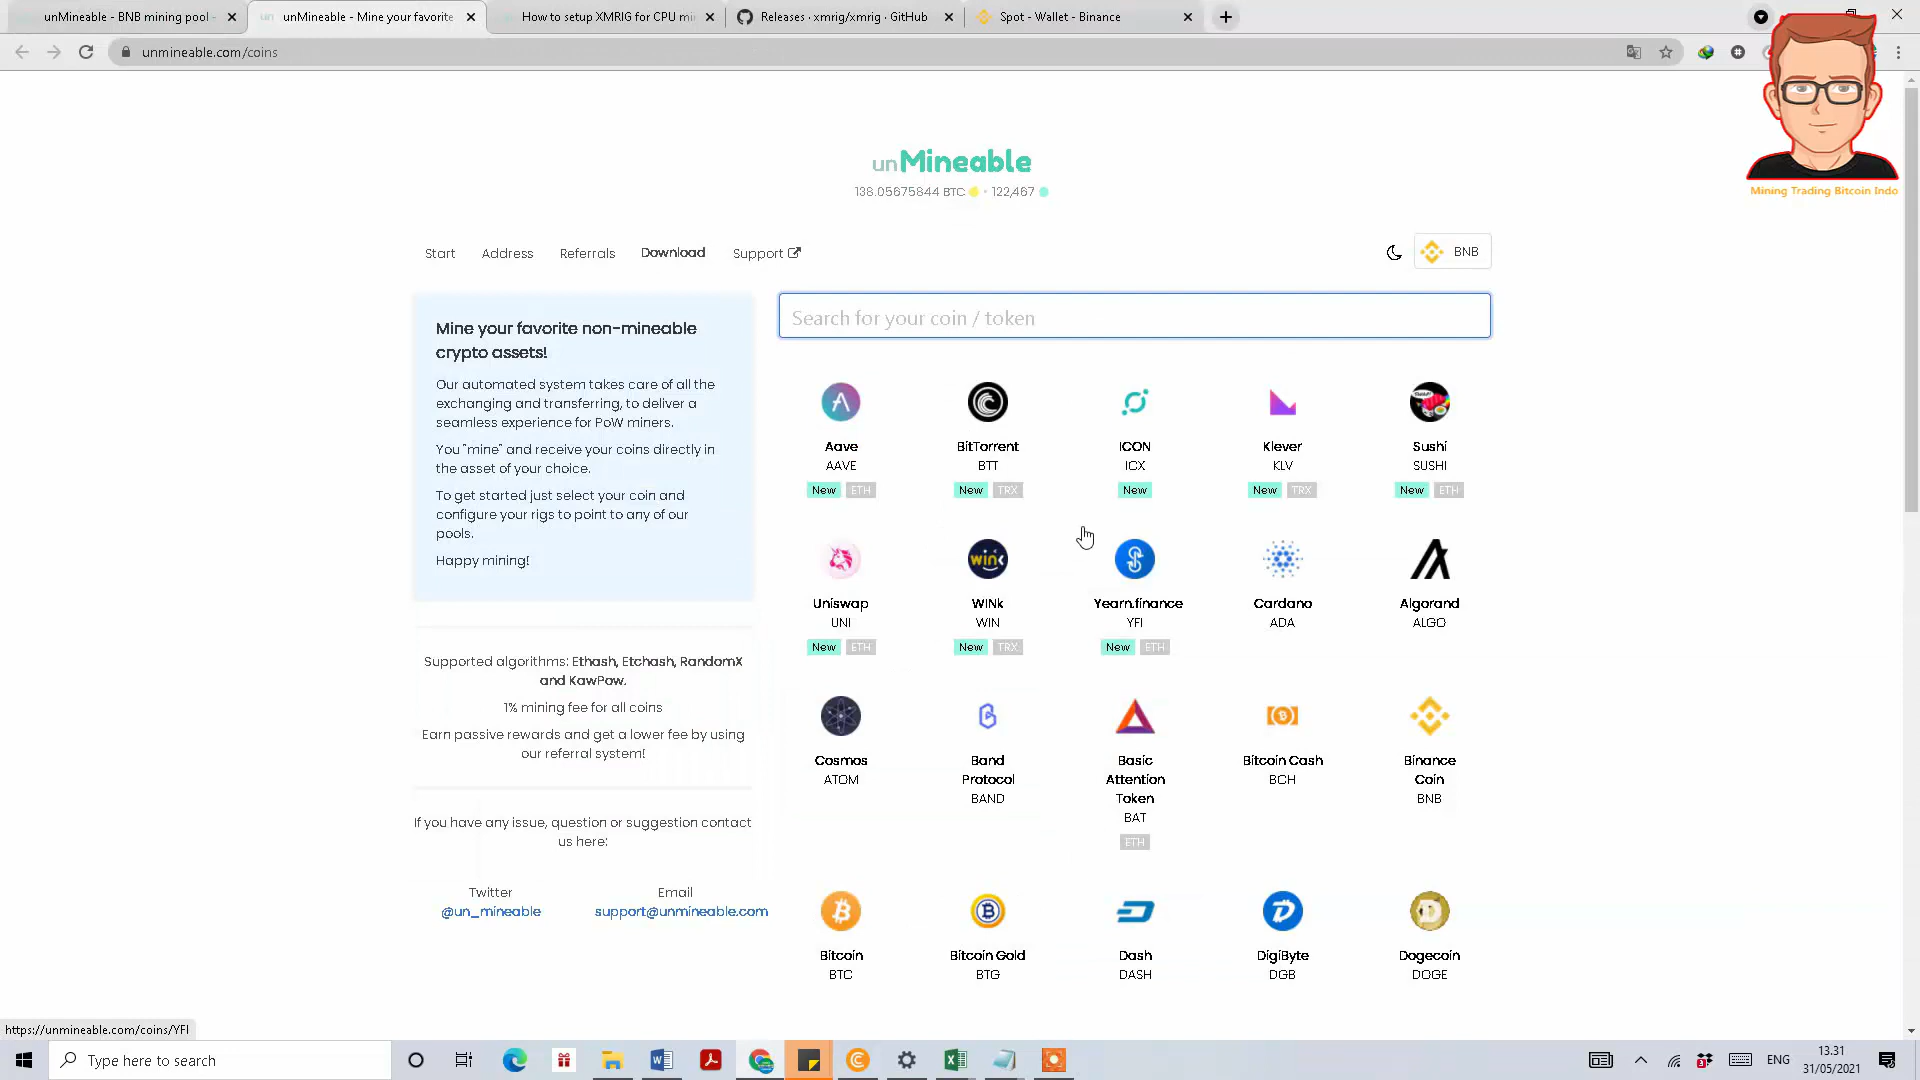 unMineable - BNB mining pool -
unMineable - Mine your favorite
How to setup XMRIG for CPU mi
Releases · xmrig/xmrig · GitHub
Spot - Wallet - Binance
unmineable.com/coins
Mining Trading Bitcoin Indo
unMineable
138.05675844 BTC • 122,467
Start
Address
Referrals
Download
Support
BNB
Mine your favorite non-mineable
crypto assets!
Our automated system takes care of all the
exchanging and transferring, to deliver a
seamless experience for PoW miners.
You "mine" and receive your coins directly in
the asset of your choice.
To get started just select your coin and
configure your rigs to point to any of our
pools.
Happy mining!
Supported algorithms: Ethash, Etchash, RandomX
and KawPow.
1% mining fee for all coins
Earn passive rewards and get a lower fee by using
our referral system!
If you have any issue, question or suggestion contact
us here:
Twitter
@un_mineable
Email
support@unmineable.com
Search for your coin / token
Aave
AAVE
New ETH
BitTorrent
BTT
New TRX
ICON
ICX
New
Klever
KLV
New TRX
Sushi
SUSHI
New ETH
Uniswap
UNI
New ETH
WINk
WIN
New TRX
Yearn.finance
YFI
New ETH
Cardano
ADA
Algorand
ALGO
Cosmos
ATOM
Band
Protocol
BAND
Basic
Attention
Token
BAT
ETH
Bitcoin Cash
BCH
Binance
Coin
BNB
Bitcoin
BTC
Bitcoin Gold
BTG
Dash
DASH
DigiByte
DGB
Dogecoin
DOGE
https://unmineable.com/coins/YFI
Type here to search
ENG
13.31
31/05/2021